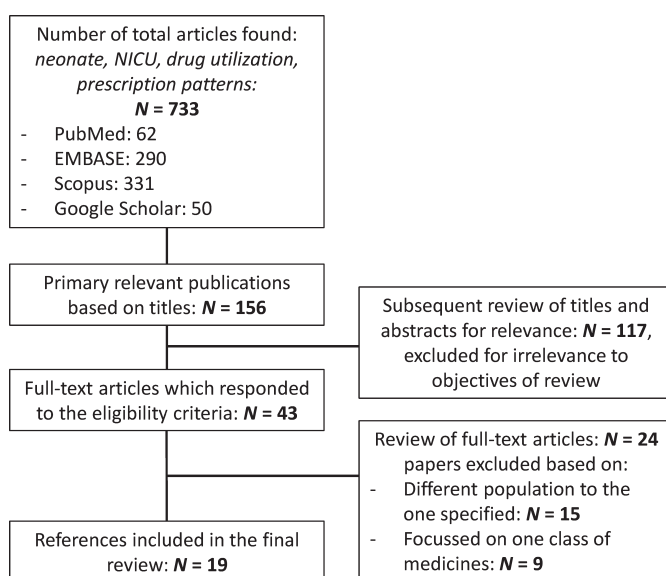 Number of total articles found:
neonate, NICU, drug utilization,
prescription patterns:
N = 733
- PubMed: 62
- EMBASE: 290
- Scopus: 331
- Google Scholar: 50
Primary relevant publications
based on titles: N = 156
Subsequent review of titles and
abstracts for relevance: N = 117,
excluded for irrelevance to
objectives of review
Full-text articles which responded
to the eligibility criteria: N = 43
Review of full-text articles: N = 24
papers excluded based on:
- Different population to the
one specified: N = 15
- Focussed on one class of
medicines: N = 9
References included in the final
review: N = 19